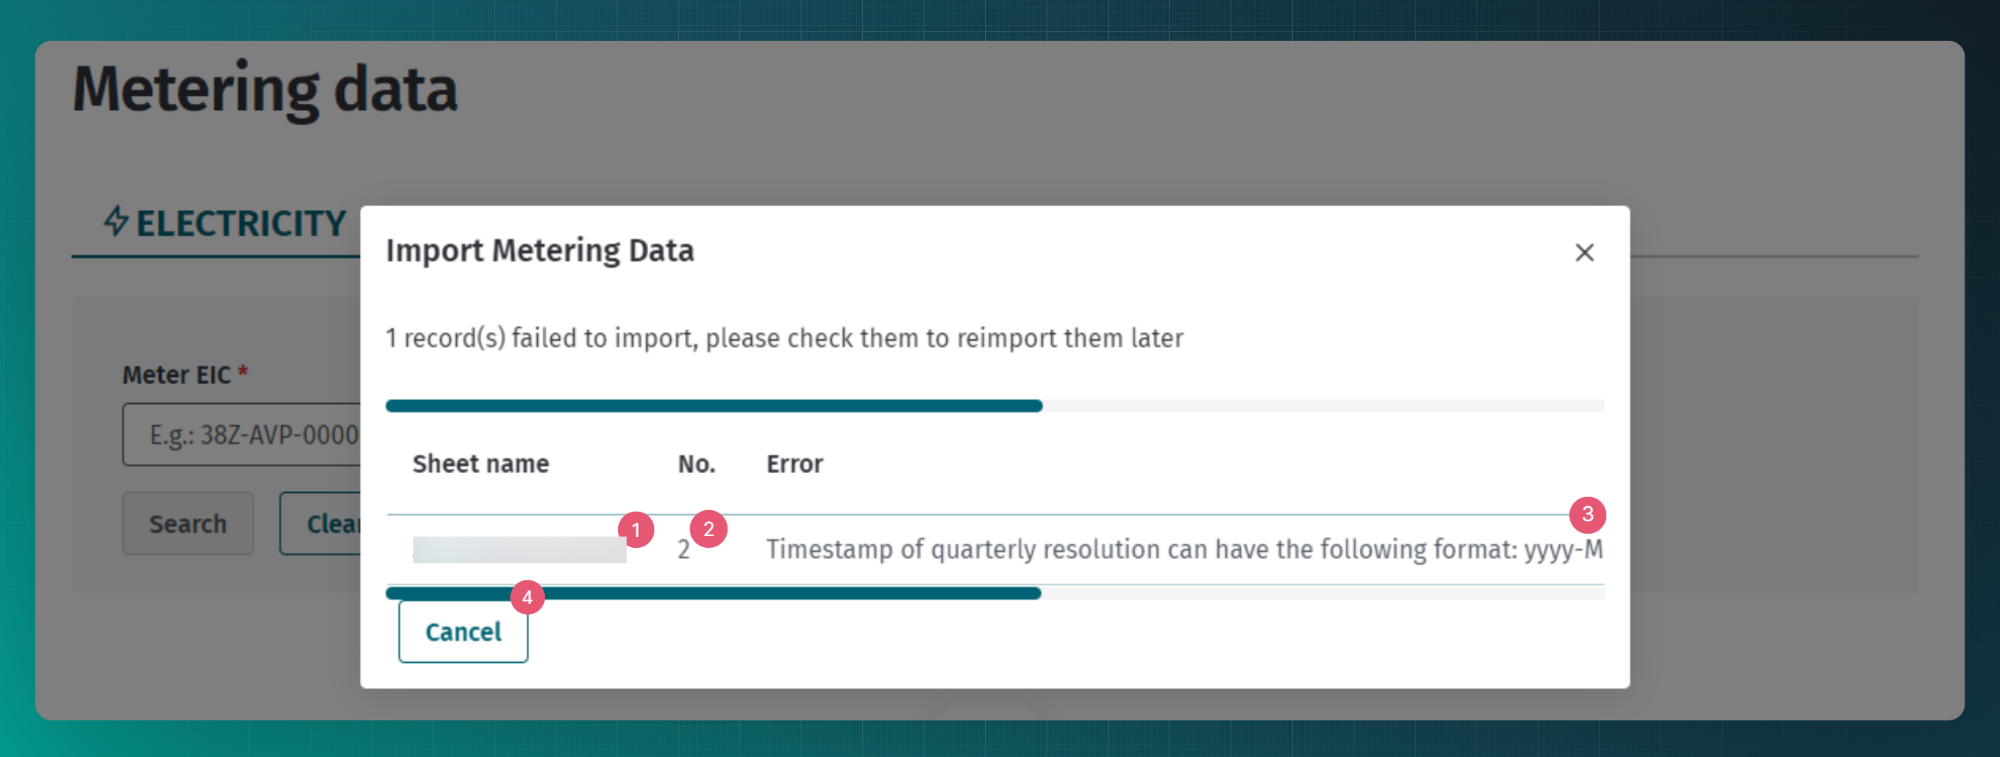 Metering data
ELECTRICITY
Import Metering Data
1 record(s) failed to import, please check them to reimport them later
Meter EIC *
E.g.: 38Z-AVP-0000
Sheet name No. Error
Search Clear
1 2 3
2 Timestamp of quarterly resolution can have the following format: yyyy-M
4
Cancel